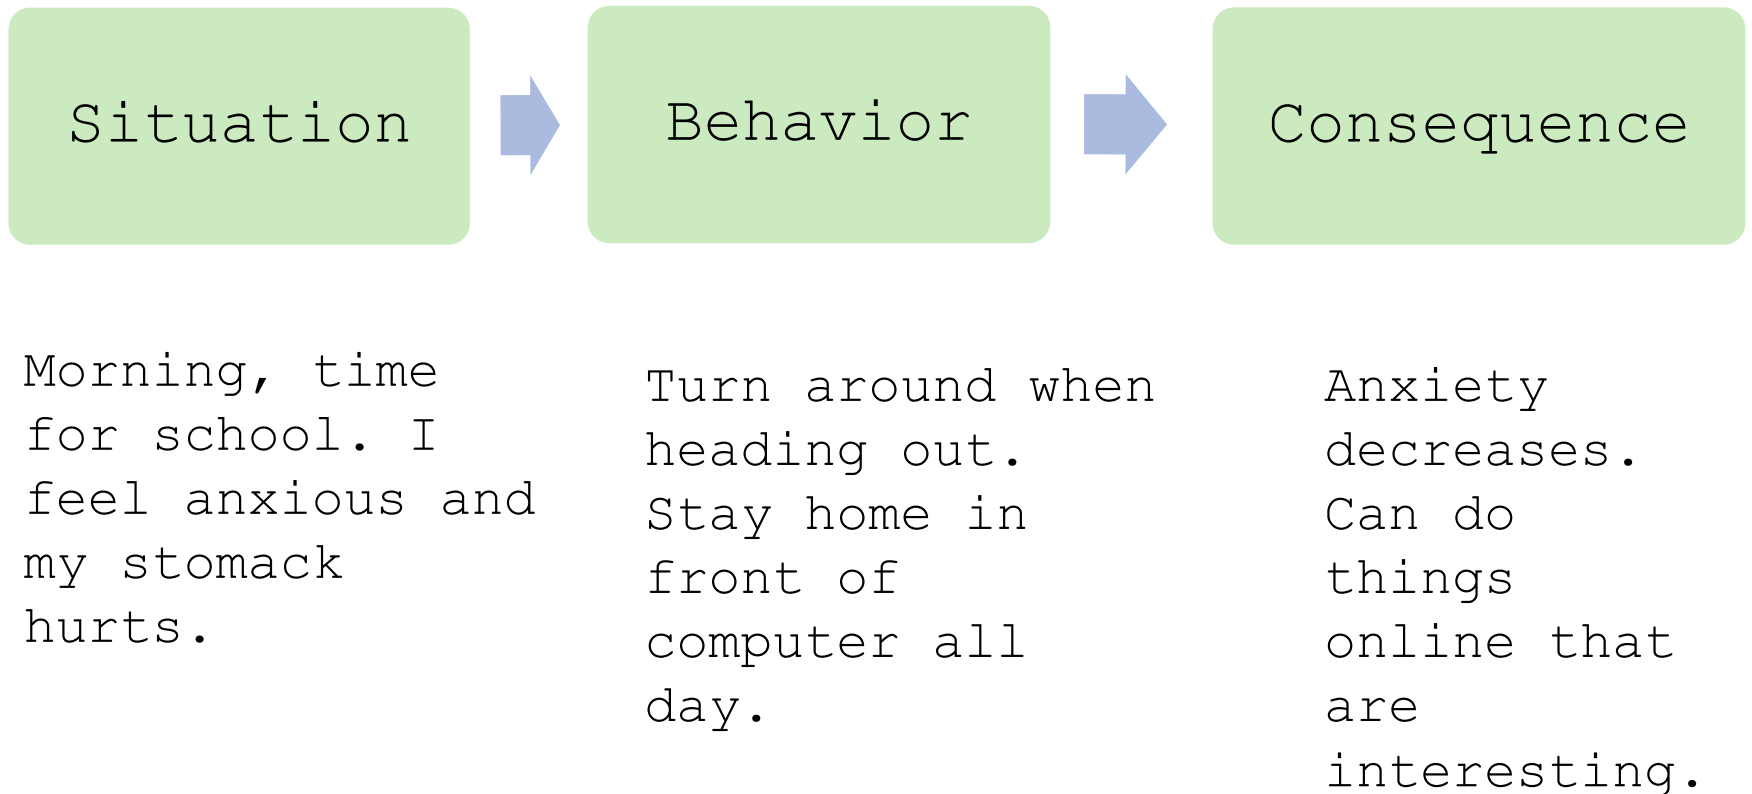 Situation
Behavior
Consequence
Morning, time
for school. I
feel anxious and
my stomack
hurts.
Turn around when
heading out.
Stay home in
front of
computer all
day.
Anxiety
decreases.
Can do
things
online that
are
interesting.